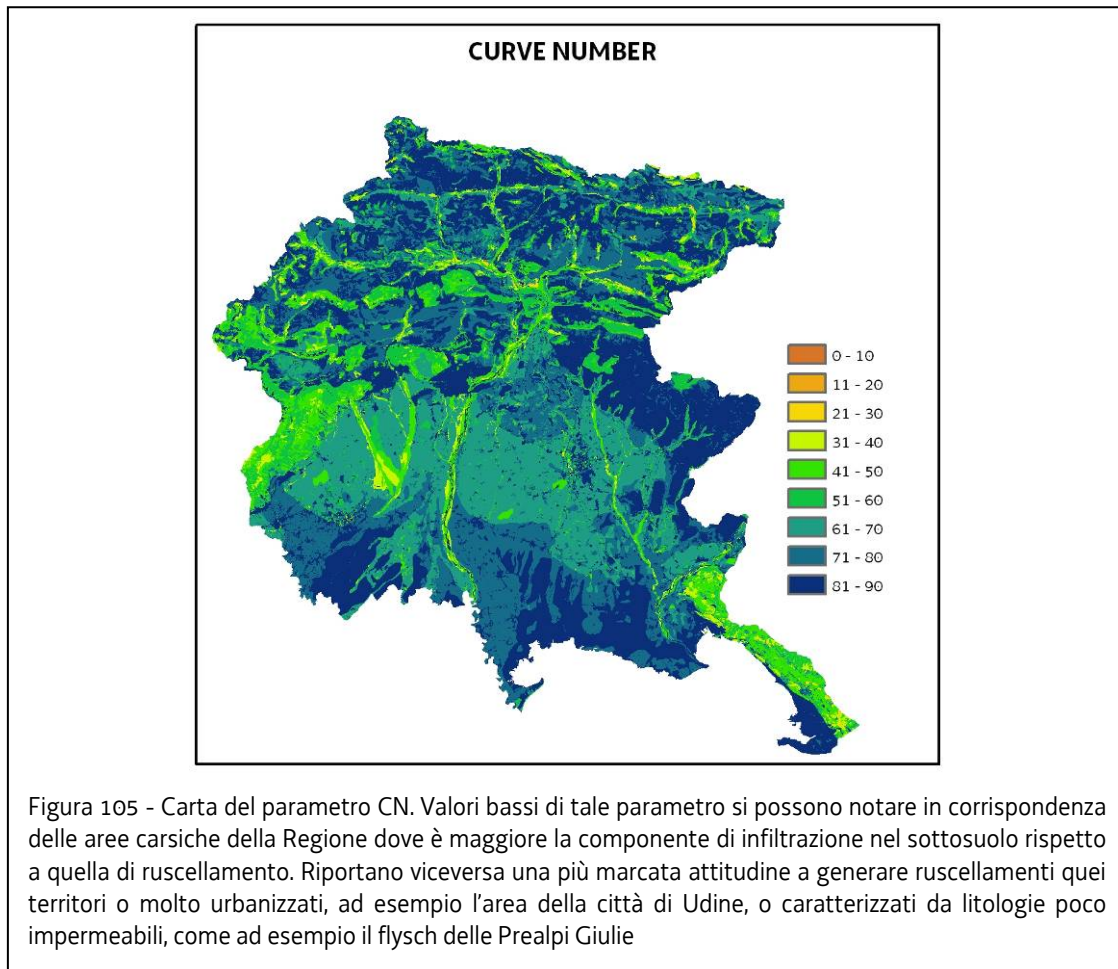 CURVE NUMBER
0 - 10
11 - 20
21 - 30
31 - 40
41 - 50
51 - 60
61 - 70
71 - 80
81 - 90
Figura 105 - Carta del parametro CN. Valori bassi di tale parametro si possono notare in corrispondenza
delle aree carsiche della Regione dove è maggiore la componente di infiltrazione nel sottosuolo rispetto
a quella di ruscellamento. Riportano viceversa una più marcata attitudine a generare ruscellamenti quei
territori o molto urbanizzati, ad esempio l'area della città di Udine, o caratterizzati da litologie poco
impermeabili, come ad esempio il flysch delle Prealpi Giulie